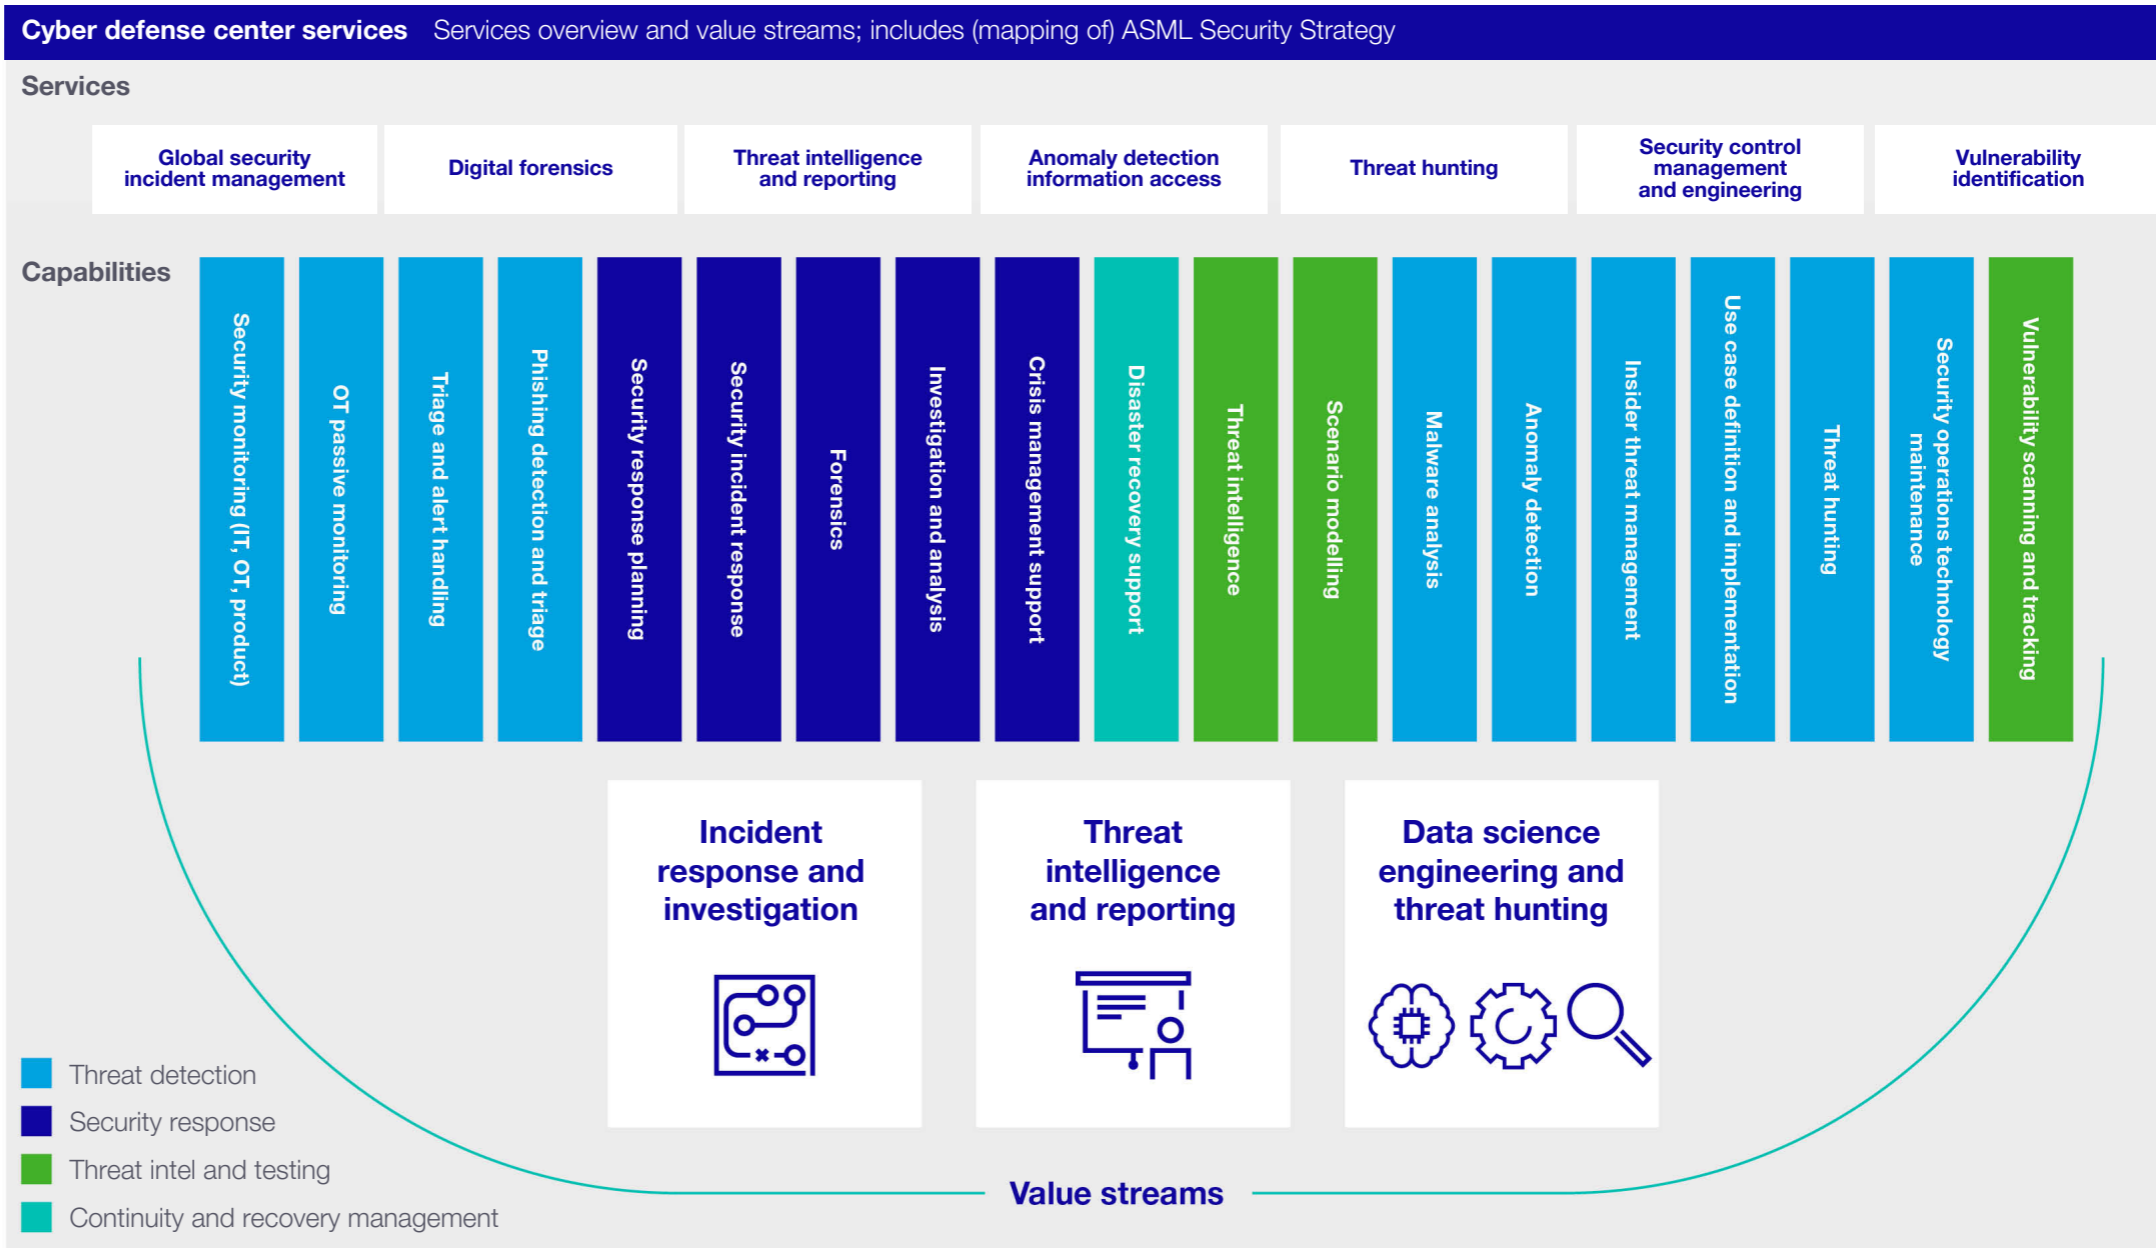 Cyber defense center services Services overview and value streams; includes (mapping of) ASML Security Strategy
Services
Global security
incident management
Digital forensics
Threat intelligence
and reporting
Anomaly detection
information access
Threat hunting
Security control
management
and engineering
Vulnerability
identification
Capabilities
Security monitoring (IT, OT, product)
OT passive monitoring
Triage and alert handling
Phishing detection and triage
Security response planning
Security incident response
Forensics
Investigation and analysis
Crisis management support
Disaster recovery support
Threat intelligence
Scenario modelling
Malware analysis
Anomaly detection
Insider threat management
Use case definition and implementation
Threat hunting
Security operations technology
maintenance
Vulnerability scanning and tracking
Incident
response and
investigation
Threat
intelligence
and reporting
Data science
engineering and
threat hunting
Threat detection
Security response
Threat intel and testing
Continuity and recovery management
Value streams